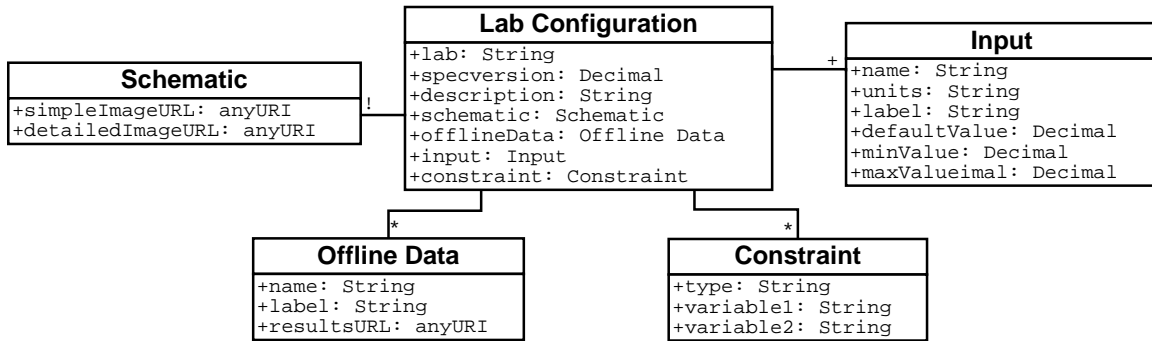 Lab Configuration
+lab: String
+specversion: Decimal
+description: String
+schematic: Schematic
+offlineData: Offline Data
+input: Input
+constraint: Constraint
Schematic
+simpleImageURL: anyURI
+detailedImageURL: anyURI
!
Input
+name: String
+units: String
+label: String
+defaultValue: Decimal
+minValue: Decimal
+maxValueimal: Decimal
+
*
Offline Data
+name: String
+label: String
+resultsURL: anyURI
*
Constraint
+type: String
+variable1: String
+variable2: String